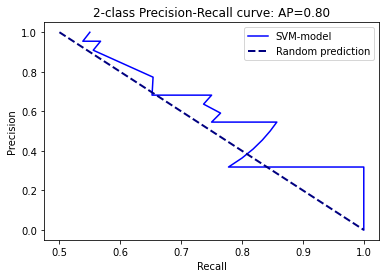 2-class Precision-Recall curve: AP=0.80
SVM-model
Random prediction
Precision
1.0
0.8
0.6
0.4
0.2
0.0
0.5 0.6 0.7 0.8 0.9 1.0
Recall